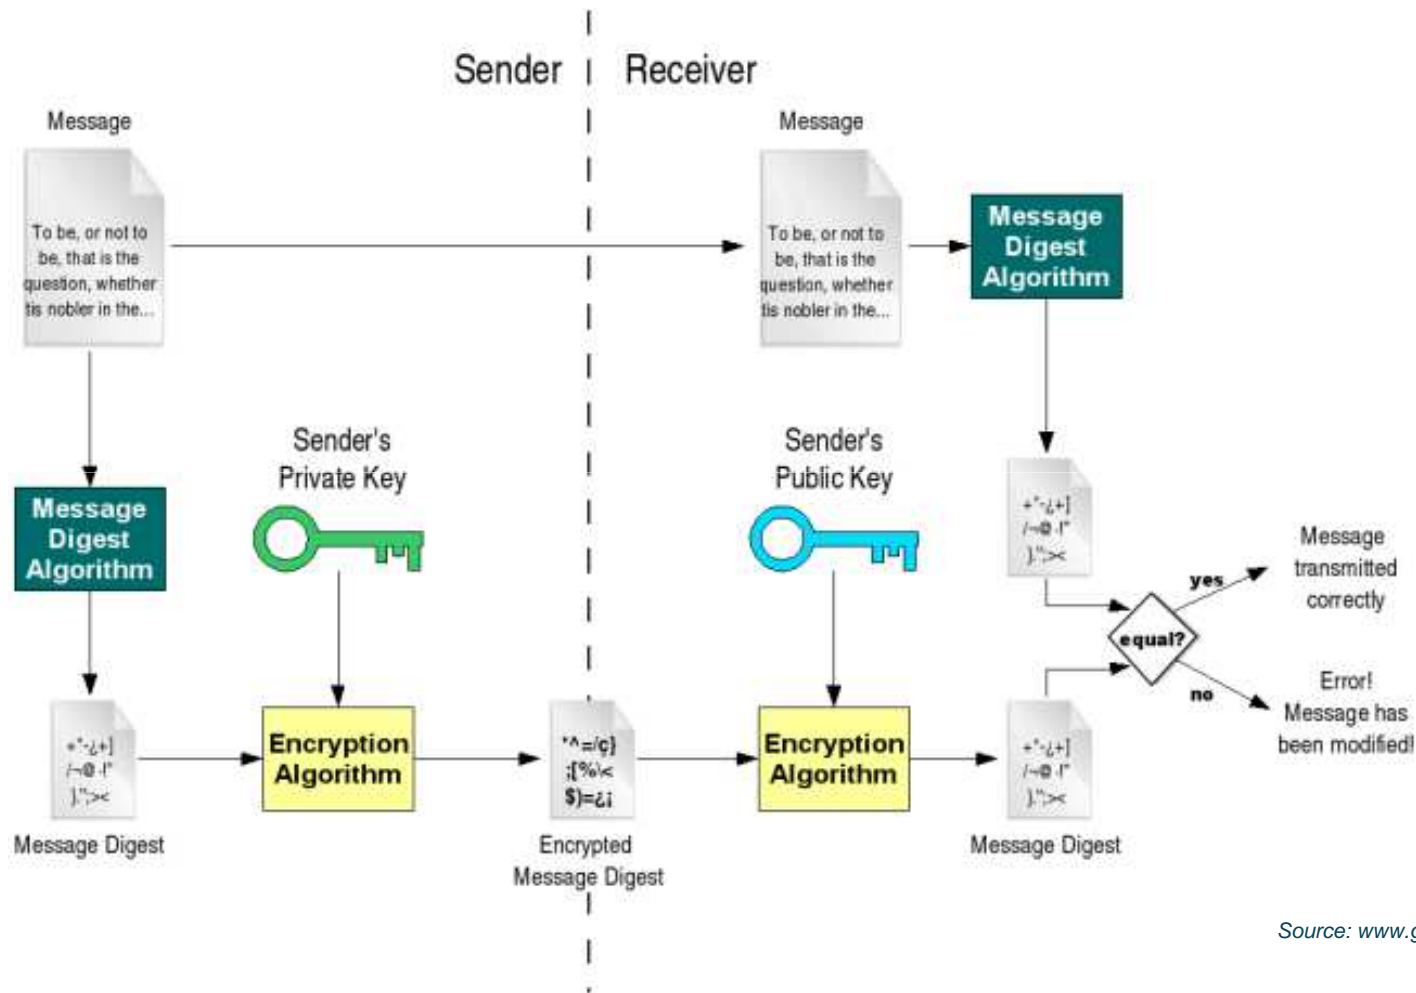 Sender
Receiver
Message
To be, or not to
be, that is the
question, whether
tis nobler in the...
Message
To be, or not to
be, that is the
question, whether
tis nobler in the...
Message
Digest
Algorithm
Sender's
Private Key
Sender's
Public Key
Message
Digest
Algorithm
+*-¿+]
/¬@ -!"
}.";><
Message
transmitted
correctly
yes
equal?
no
Error!
Message has
been modified!
+*-¿+]
/¬@ -!"
}.";><
Message Digest
Encryption
Algorithm
*^=/ç}
;[%\<
$)=¿¡
Encrypted
Message Digest
Encryption
Algorithm
+*-¿+]
/¬@ -!"
}.";><
Message Digest
Source: www.g